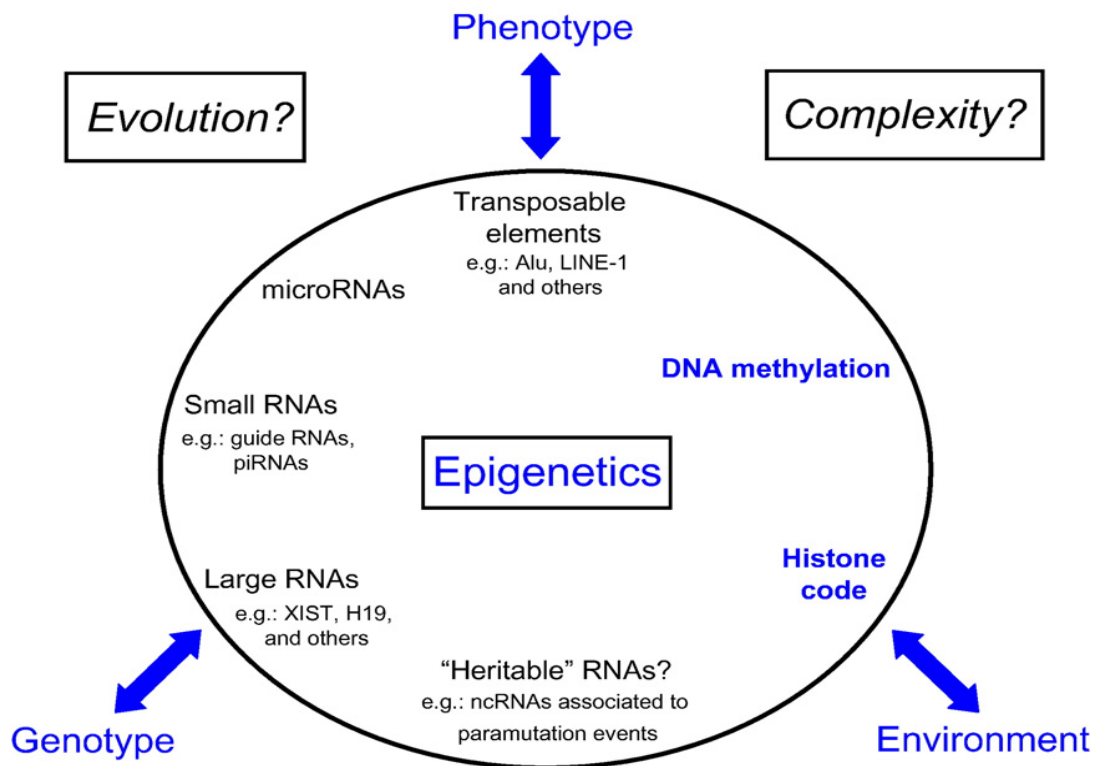 Phenotype
Evolution?
Complexity?
Transposable
elements
e.g.: Alu, LINE-1
and others
microRNAs
DNA methylation
Small RNAs
e.g.: guide RNAs,
piRNAs
Epigenetics
Histone
code
Large RNAs
e.g.: XIST, H19,
and others
“Heritable” RNAs?
e.g.: ncRNAs associated to
paramutation events
Genotype
Environment